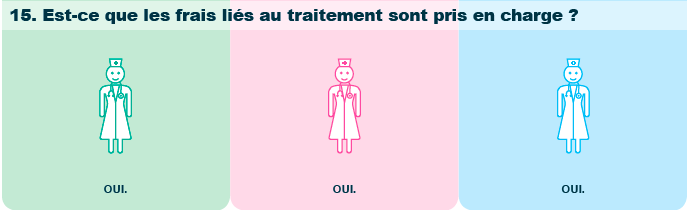 15. Est-ce que les frais liés au traitement sont pris en charge ?
OUI.
OUI.
OUI.